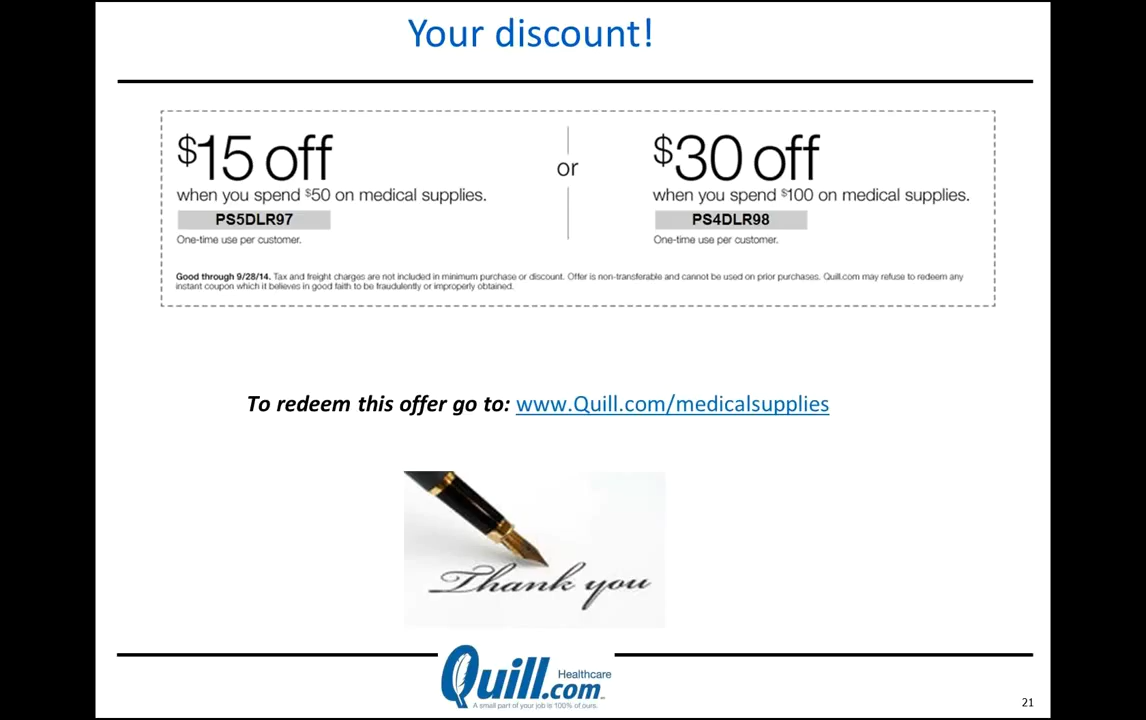 Your discount!
$15 off
when you spend $50 on medical supplies.
PS5DLR97
One-time use per customer.
or
$30 off
when you spend $100 on medical supplies.
PS4DLR98
One-time use per customer.
Good through 9/28/14. Tax and freight charges are not included in minimum purchase or discount. Offer is non-transferable and cannot be used on prior purchases. Quill.com may refuse to redeem any
instant coupon which it believes in good faith to be fraudulently or improperly obtained.
To redeem this offer go to: www.Quill.com/medicalsupplies
Thank you
Quill.com Healthcare
A small part of your job is 100% of ours.
21